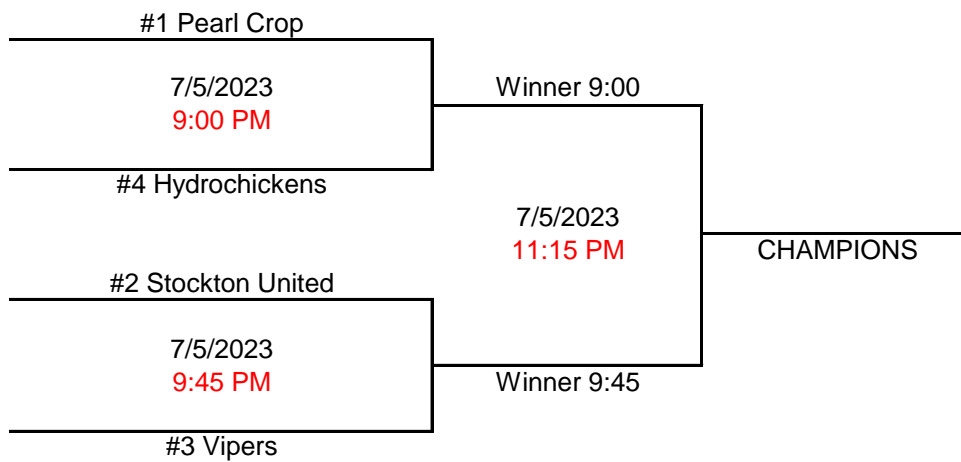 #1 Pearl Crop
7/5/2023
9:00 PM
Winner 9:00
#4 Hydrochickens
7/5/2023
11:15 PM
CHAMPIONS
#2 Stockton United
7/5/2023
9:45 PM
Winner 9:45
#3 Vipers